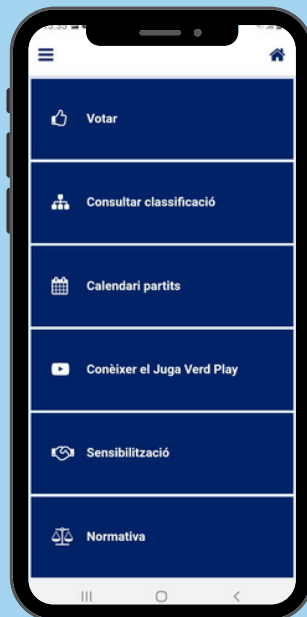 Votar
Consultar classificació
Calendari partits
Conèixer el Juga Verd Play
Sensibilització
Normativa